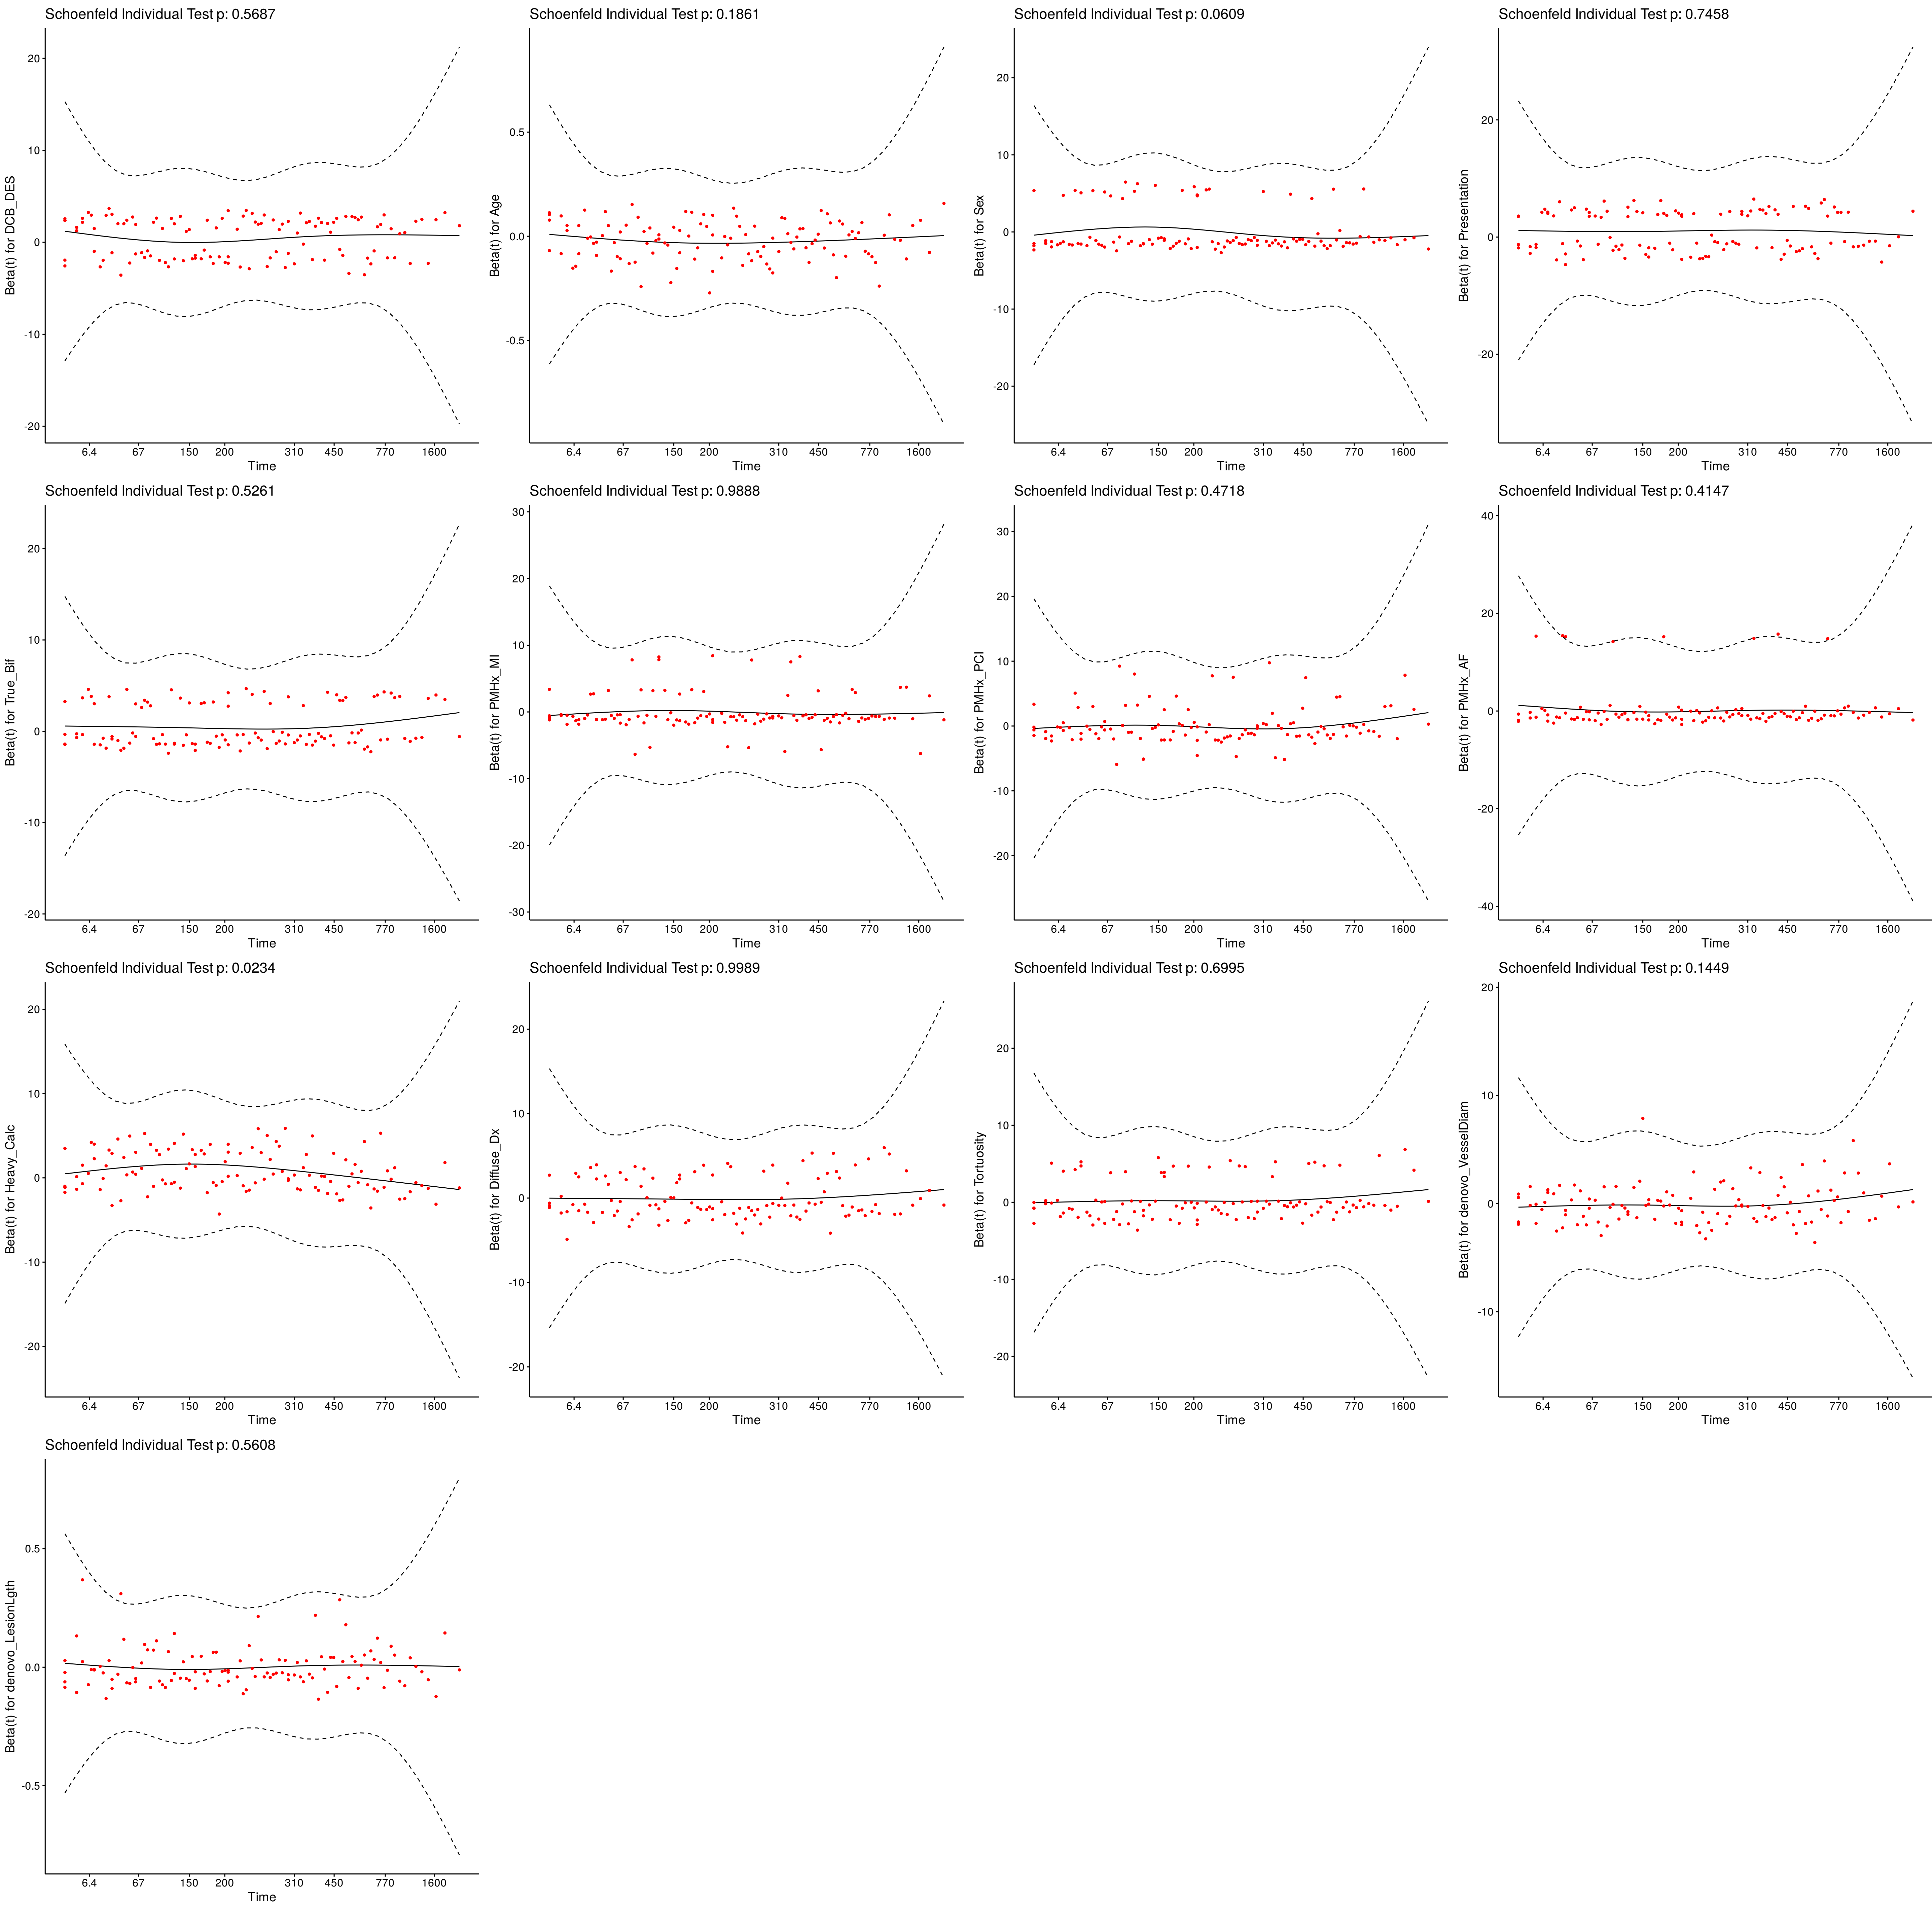 Schoenfeld Individual Test p: 0.5687
20
10
0
-10
-20
Beta(t) for DCB_DES
6.4 67 150 200 310 450 770 1600
Time
Schoenfeld Individual Test p: 0.1861
0.5
0.0
-0.5
Beta(t) for Age
6.4 67 150 200 310 450 770 1600
Time
Schoenfeld Individual Test p: 0.0609
20
10
0
-10
-20
Beta(t) for Sex
6.4 67 150 200 310 450 770 1600
Time
Schoenfeld Individual Test p: 0.7458
20
0
-20
Beta(t) for Presentation
6.4 67 150 200 310 450 770 1600
Time
Schoenfeld Individual Test p: 0.5261
20
10
0
-10
-20
Beta(t) for True_Bif
6.4 67 150 200 310 450 770 1600
Time
Schoenfeld Individual Test p: 0.9888
30
20
10
0
-10
-20
-30
Beta(t) for PMHx_MI
6.4 67 150 200 310 450 770 1600
Time
Schoenfeld Individual Test p: 0.4718
30
20
10
0
-10
-20
Beta(t) for PMHx_PCI
6.4 67 150 200 310 450 770 1600
Time
Schoenfeld Individual Test p: 0.4147
40
20
0
-20
-40
Beta(t) for PMHx_AF
6.4 67 150 200 310 450 770 1600
Time
Schoenfeld Individual Test p: 0.0234
20
10
0
-10
-20
Beta(t) for Heavy_Calc
6.4 67 150 200 310 450 770 1600
Time
Schoenfeld Individual Test p: 0.9989
20
10
0
-10
-20
Beta(t) for Diffuse_Dx
6.4 67 150 200 310 450 770 1600
Time
Schoenfeld Individual Test p: 0.6995
20
10
0
-10
-20
Beta(t) for Tortuosity
6.4 67 150 200 310 450 770 1600
Time
Schoenfeld Individual Test p: 0.1449
20
10
0
-10
Beta(t) for denovo_VesselDiam
6.4 67 150 200 310 450 770 1600
Time
Schoenfeld Individual Test p: 0.5608
0.5
0.0
-0.5
Beta(t) for denovo_LesionLgth
6.4 67 150 200 310 450 770 1600
Time